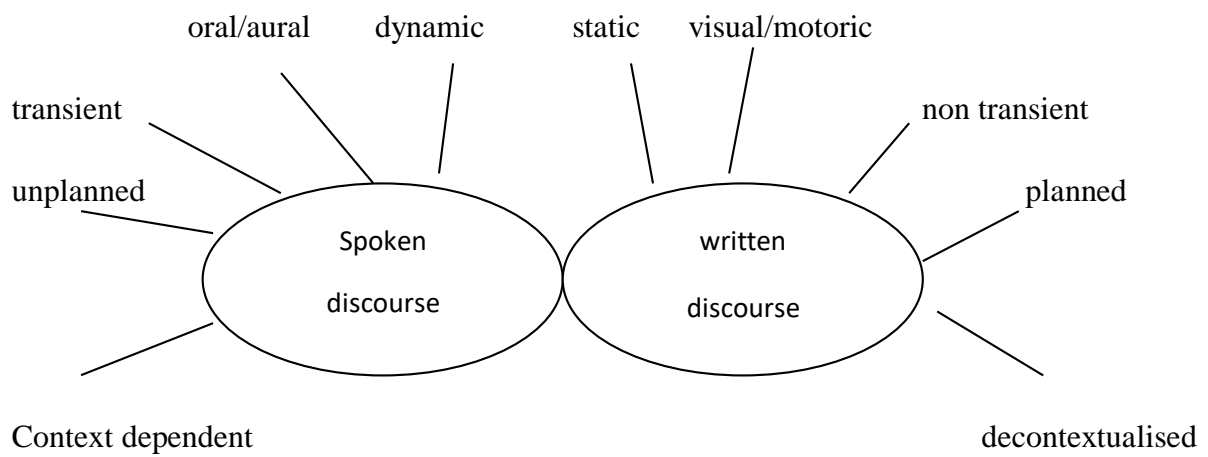 oral/aural dynamic static visual/motoric
transient non transient
unplanned planned
Spoken written
discourse discourse
Context dependent decontextualised